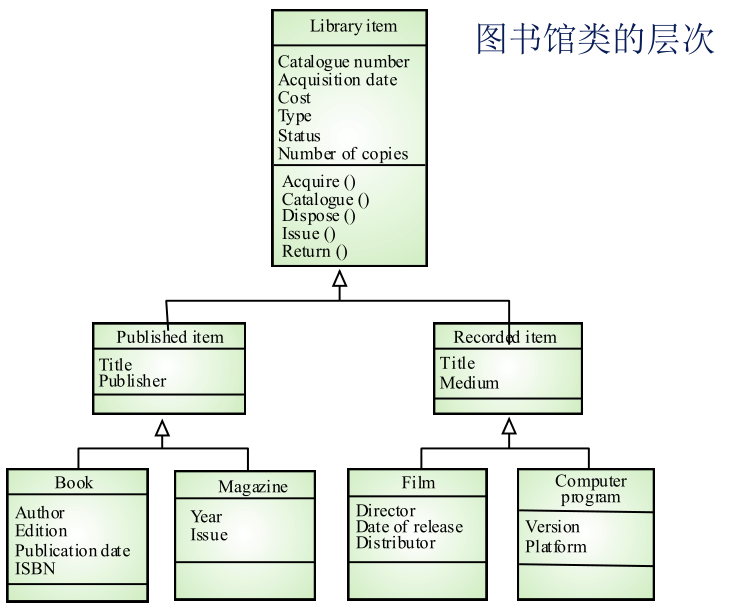 图书馆类的层次
Library item
Catalogue number
Acquisition date
Cost
Type
Status
Number of copies
Acquire ()
Catalogue ()
Dispose ()
Issue ()
Return ()
Published item
Title
Publisher
Recorded item
Title
Medium
Book
Author
Edition
Publication date
ISBN
Magazine
Year
Issue
Film
Director
Date of release
Distributor
Computer
program
Version
Platform